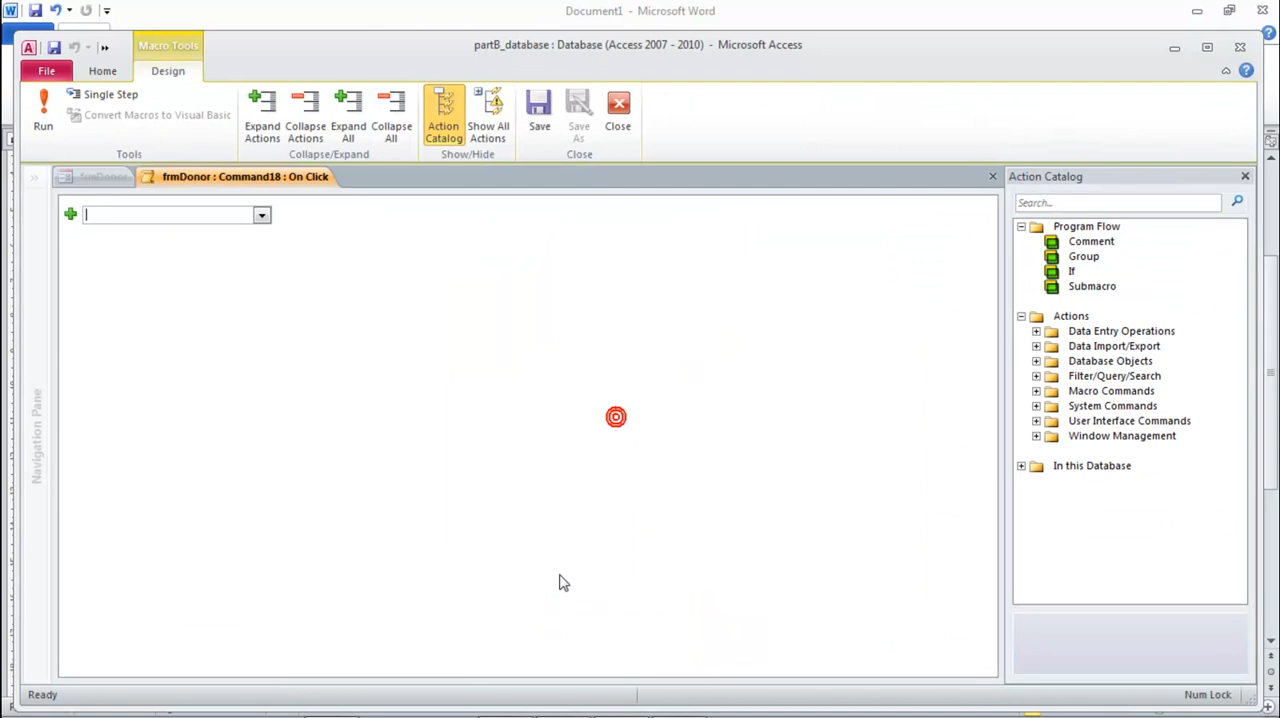 Document1 - Microsoft Word
Macro Tools
partB_database : Database (Access 2007 - 2010) - Microsoft Access
File
Home
Design
Run
Single Step
Convert Macros to Visual Basic
Expand Actions
Collapse Actions
Expand All
Collapse All
Action Catalog
Show All Actions
Save
Save As
Close
Tools
Collapse/Expand
Show/Hide
Close
frmDonor
frmDonor : Command18 : On Click
Action Catalog
Search...
Program Flow
Comment
Group
If
Submacro
Actions
Data Entry Operations
Data Import/Export
Database Objects
Filter/Query/Search
Macro Commands
System Commands
User Interface Commands
Window Management
In this Database
Navigation Pane
Ready
Num Lock